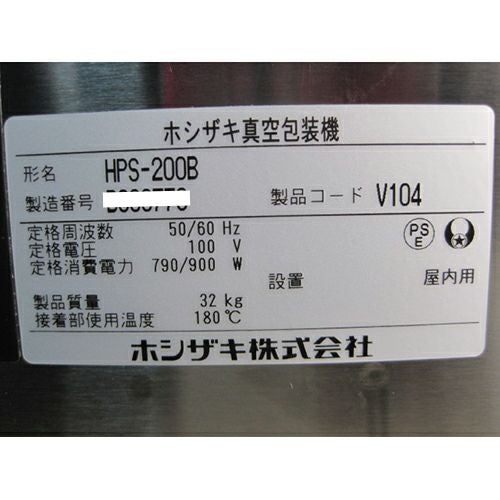 ホシザキ真空包装機
形名 HPS-200B
製造番号 製品コード V104
定格周波数 50/60 Hz
定格電圧 100 V
定格消費電力 790/900 W
PS
E
設置 屋内用
製品質量 32 kg
接着部使用温度 180℃
ホシザキ株式会社